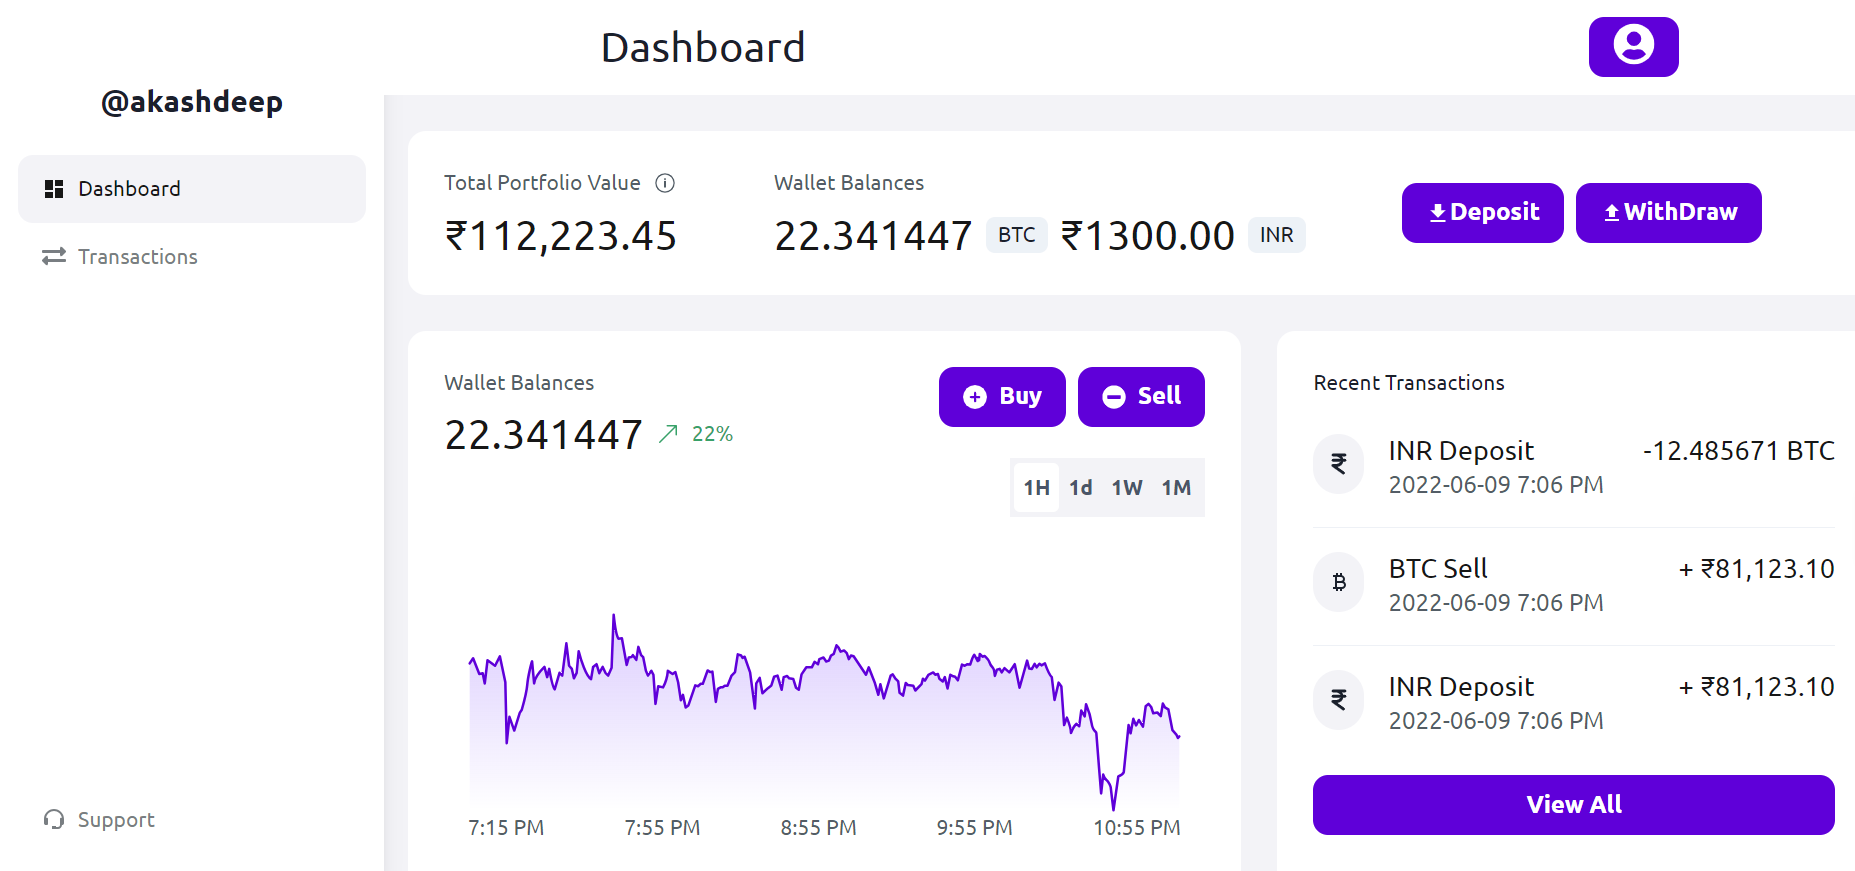 Dashboard
@akashdeep
Dashboard
Transactions
Support
Total Portfolio Value
₹112,223.45
Wallet Balances
22.341447 BTC ₹1300.00 INR
Deposit
WithDraw
Wallet Balances
22.341447 22%
Buy
Sell
1H 1d 1W 1M
7:15 PM 7:55 PM 8:55 PM 9:55 PM 10:55 PM
Recent Transactions
INR Deposit -12.485671 BTC
2022-06-09 7:06 PM
BTC Sell + ₹81,123.10
2022-06-09 7:06 PM
INR Deposit + ₹81,123.10
2022-06-09 7:06 PM
View All